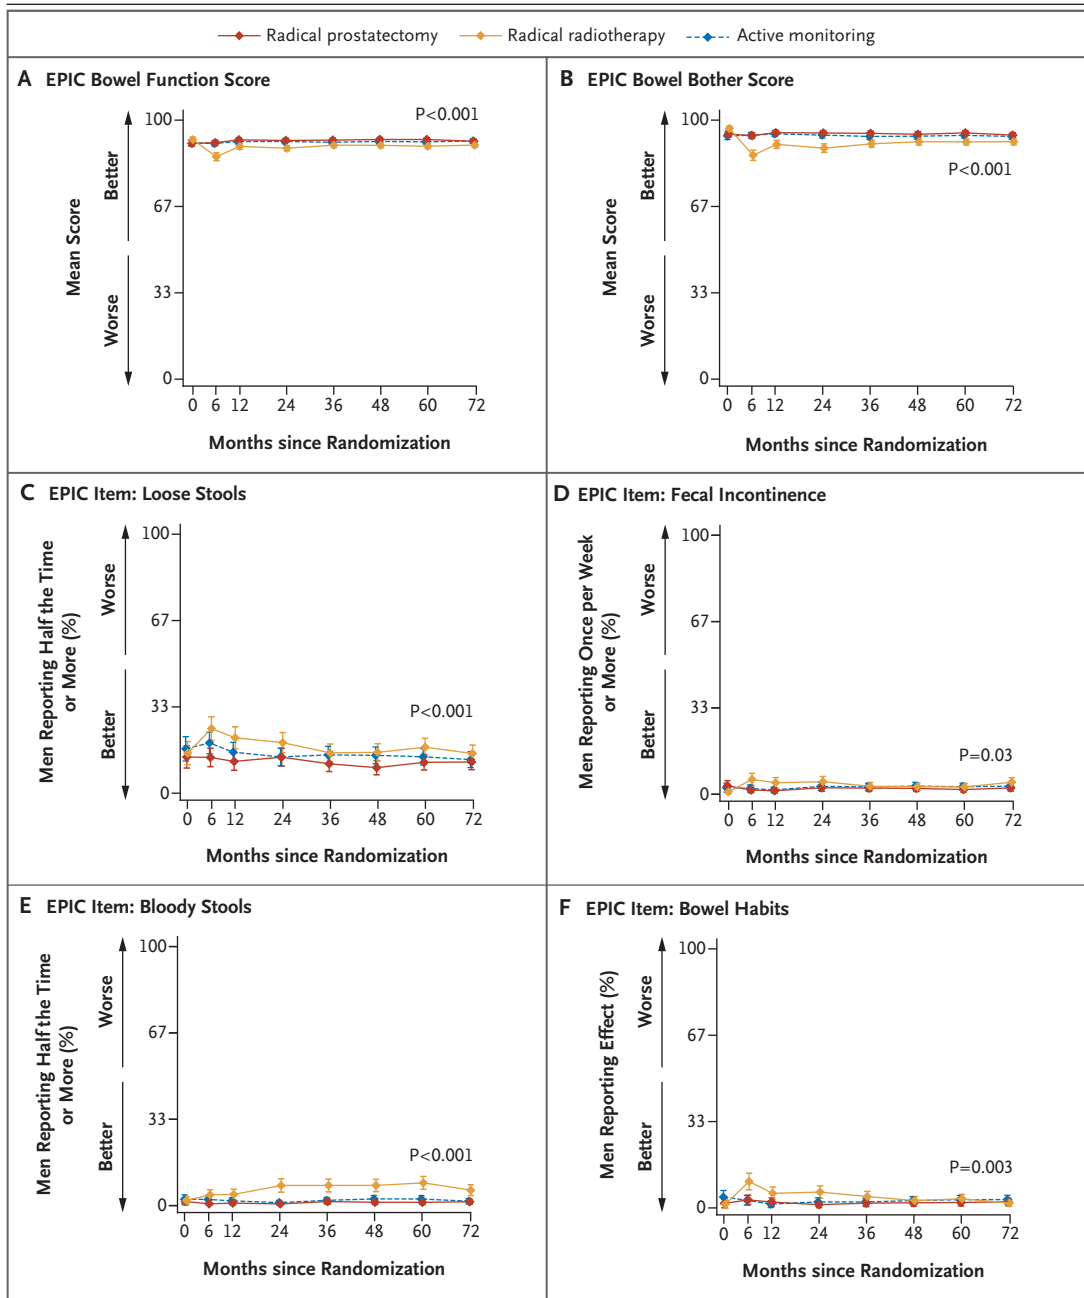 Radical prostatectomy Radical radiotherapy Active monitoring
A EPIC Bowel Function Score
P<0.001
Mean Score
Better
Worse
100
67
33
0
0 6 12 24 36 48 60 72
Months since Randomization
B EPIC Bowel Bother Score
P<0.001
Mean Score
Better
Worse
100
67
33
0
0 6 12 24 36 48 60 72
Months since Randomization
C EPIC Item: Loose Stools
P<0.001
Men Reporting Half the Time
or More (%)
Worse
Better
100
67
33
0
0 6 12 24 36 48 60 72
Months since Randomization
D EPIC Item: Fecal Incontinence
P=0.03
Men Reporting Once per Week
or More (%)
Worse
Better
100
67
33
0
0 6 12 24 36 48 60 72
Months since Randomization
E EPIC Item: Bloody Stools
P<0.001
Men Reporting Half the Time
or More (%)
Worse
Better
100
67
33
0
0 6 12 24 36 48 60 72
Months since Randomization
F EPIC Item: Bowel Habits
P=0.003
Men Reporting Effect (%)
Worse
Better
100
67
33
0
0 6 12 24 36 48 60 72
Months since Randomization